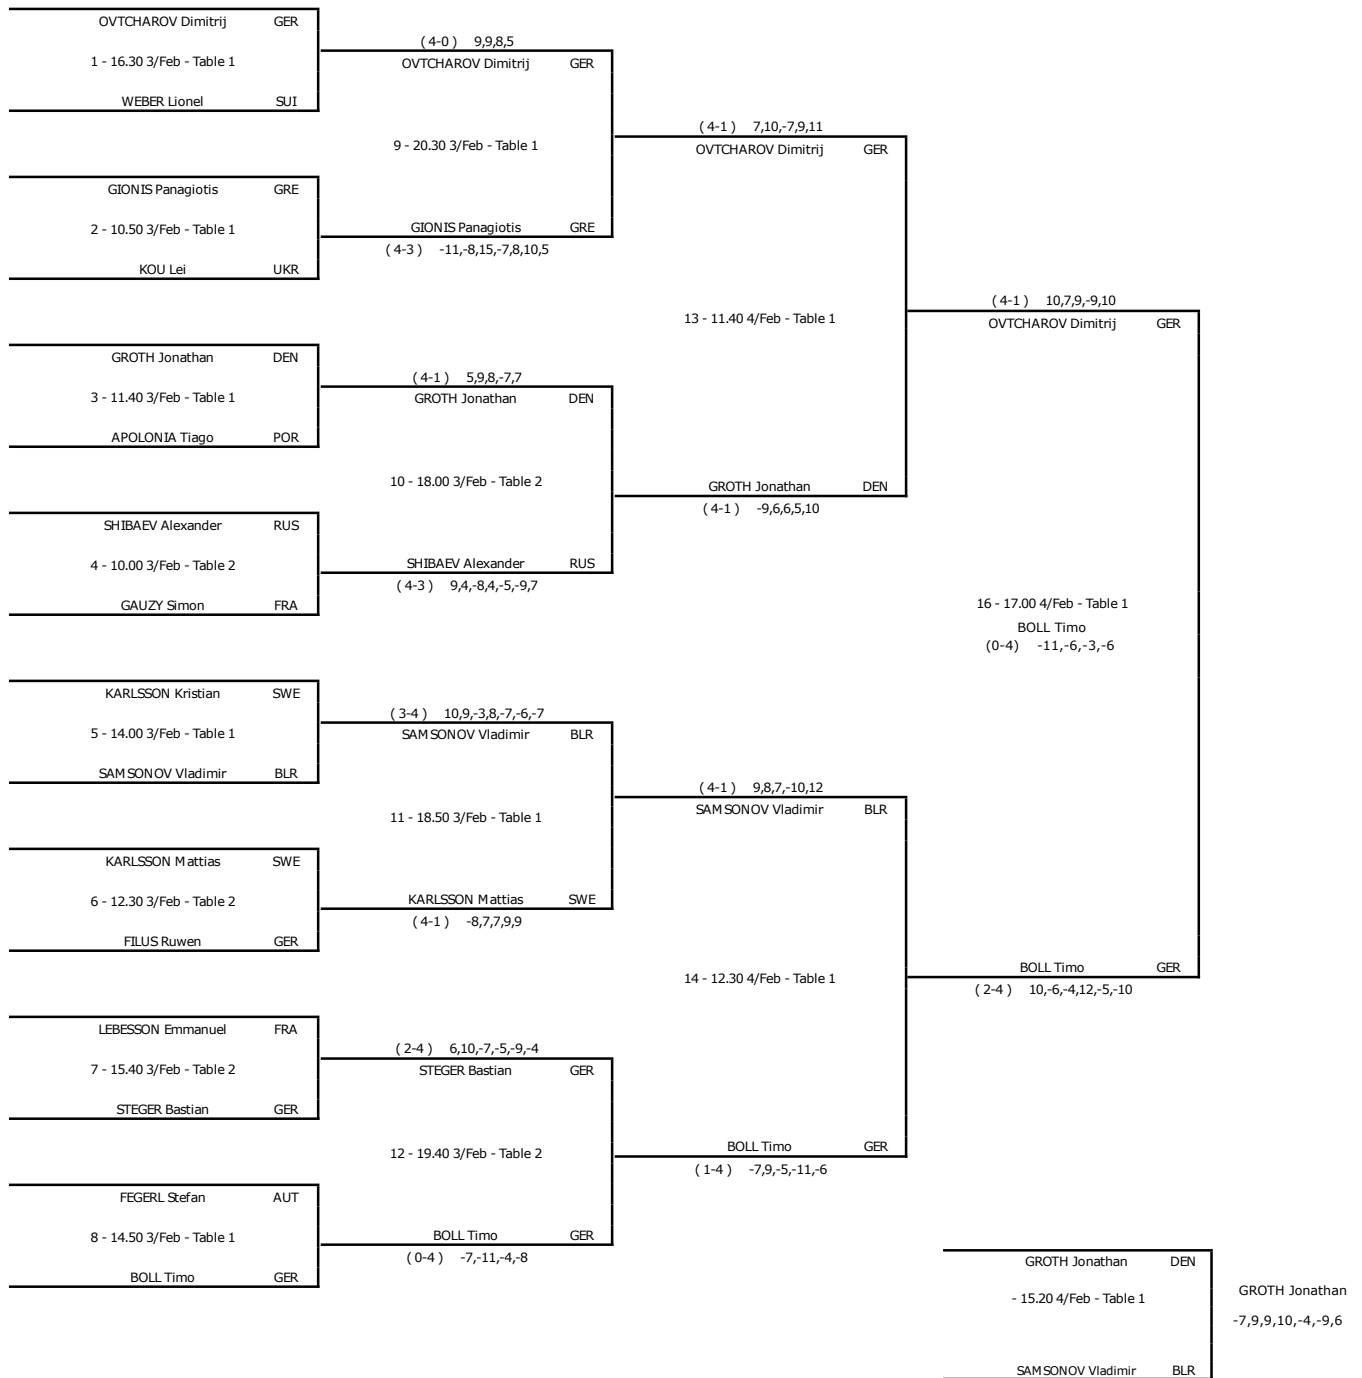 OVTCHAROV Dimitrij GER
1 - 16.30 3/Feb - Table 1
WEBER Lionel SUI
GIONIS Panagiotis GRE
2 - 10.50 3/Feb - Table 1
KOU Lei UKR
GROTH Jonathan DEN
3 - 11.40 3/Feb - Table 1
APOLONIA Tiago POR
SHIBAEV Alexander RUS
4 - 10.00 3/Feb - Table 2
GAUZY Simon FRA
KARLSSON Kristian SWE
5 - 14.00 3/Feb - Table 1
SAMSONOV Vladimir BLR
KARLSSON Mattias SWE
6 - 12.30 3/Feb - Table 2
FILUS Ruwen GER
LEBESSON Emmanuel FRA
7 - 15.40 3/Feb - Table 2
STEGER Bastian GER
FEGERL Stefan AUT
8 - 14.50 3/Feb - Table 1
BOLL Timo GER
( 4-0 ) 9,9,8,5
OVTCHAROV Dimitrij GER
9 - 20.30 3/Feb - Table 1
GIONIS Panagiotis GRE
( 4-3 ) -11,-8,15,-7,8,10,5
( 4-1 ) 5,9,8,-7,7
GROTH Jonathan DEN
10 - 18.00 3/Feb - Table 2
SHIBAEV Alexander RUS
( 4-3 ) 9,4,-8,4,-5,-9,7
( 3-4 ) 10,9,-3,8,-7,-6,-7
SAMSONOV Vladimir BLR
11 - 18.50 3/Feb - Table 1
KARLSSON Mattias SWE
( 4-1 ) -8,7,7,9,9
( 2-4 ) 6,10,-7,-5,-9,-4
STEGER Bastian GER
12 - 19.40 3/Feb - Table 2
BOLL Timo GER
( 0-4 ) -7,-11,-4,-8
( 4-1 ) 7,10,-7,9,11
OVTCHAROV Dimitrij GER
13 - 11.40 4/Feb - Table 1
GROTH Jonathan DEN
( 4-1 ) -9,6,6,5,10
( 4-1 ) 9,8,7,-10,12
SAMSONOV Vladimir BLR
14 - 12.30 4/Feb - Table 1
BOLL Timo GER
( 1-4 ) -7,9,-5,-11,-6
( 4-1 ) 10,7,9,-9,10
OVTCHAROV Dimitrij GER
16 - 17.00 4/Feb - Table 1
BOLL Timo
(0-4) -11,-6,-3,-6
BOLL Timo GER
( 2-4 ) 10,-6,-4,12,-5,-10
GROTH Jonathan DEN
- 15.20 4/Feb - Table 1
SAMSONOV Vladimir BLR
GROTH Jonathan
-7,9,9,10,-4,-9,6